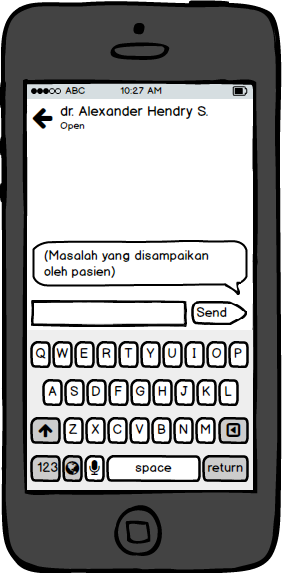 ABC 10:27 AM
dr. Alexander Hendry S.
Open
(Masalah yang disampaikan
oleh pasien)
Send
Q W E R T Y U I O P
A S D F G H J K L
Z X C V B N M
123 space return